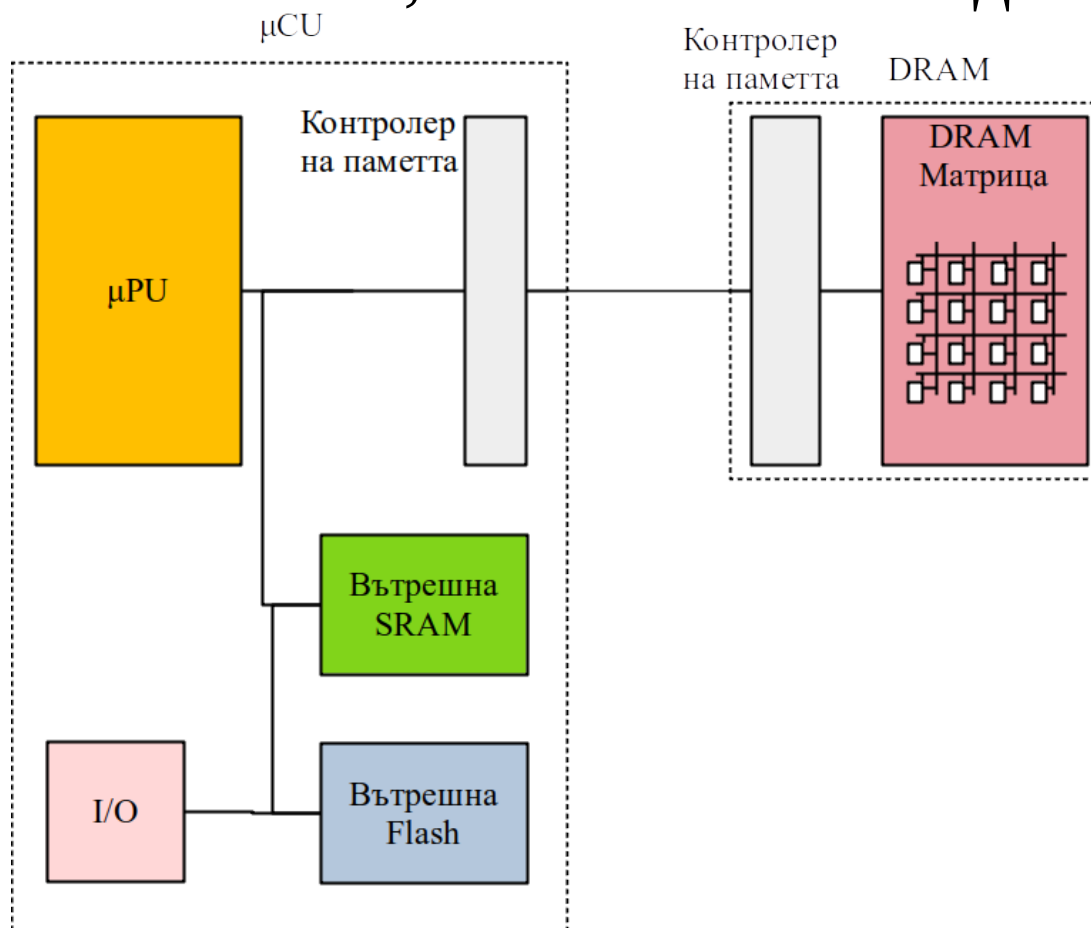 μCU
Контролер
на паметта
DRAM
μPU
Контролер
на паметта
DRAM
Матрица
Вътрешна
SRAM
I/O
Вътрешна
Flash